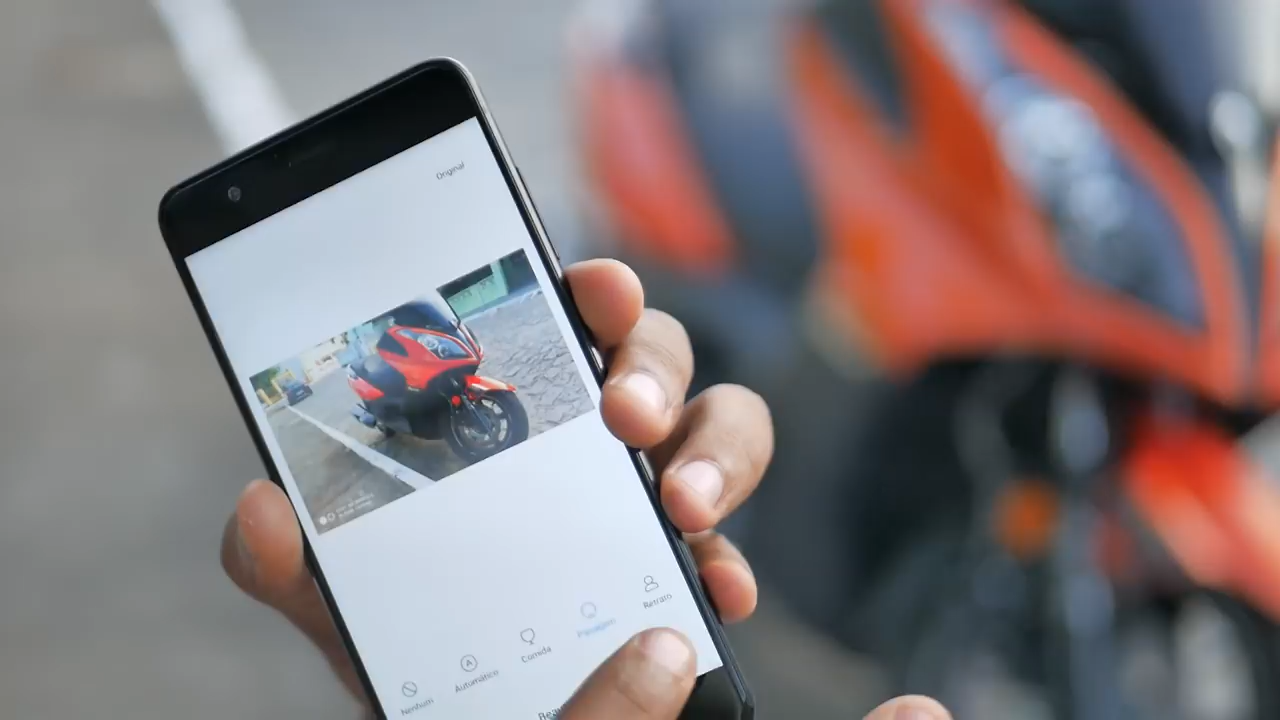 Original
Nenhum
Automático
Comida
Paisagem
Retrato